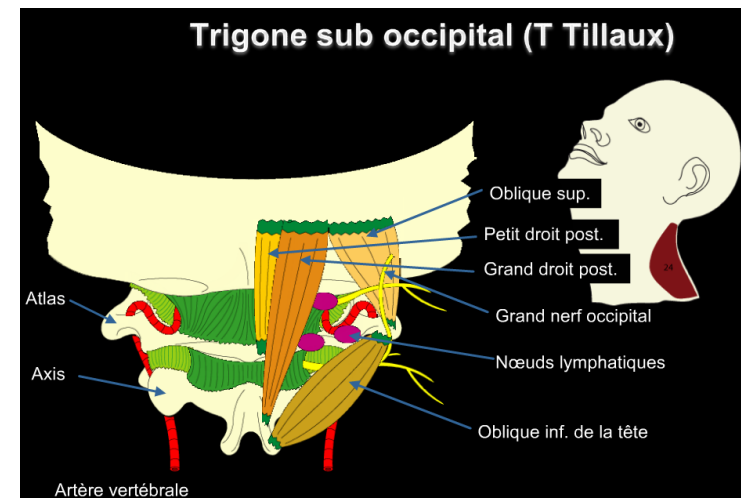 Trigone sub occipital (T Tillaux)
Oblique sup.
Petit droit post.
Grand droit post.
24
Atlas
Grand nerf occipital
Nœuds lymphatiques
Axis
Oblique inf. de la tête
Artère vertébrale